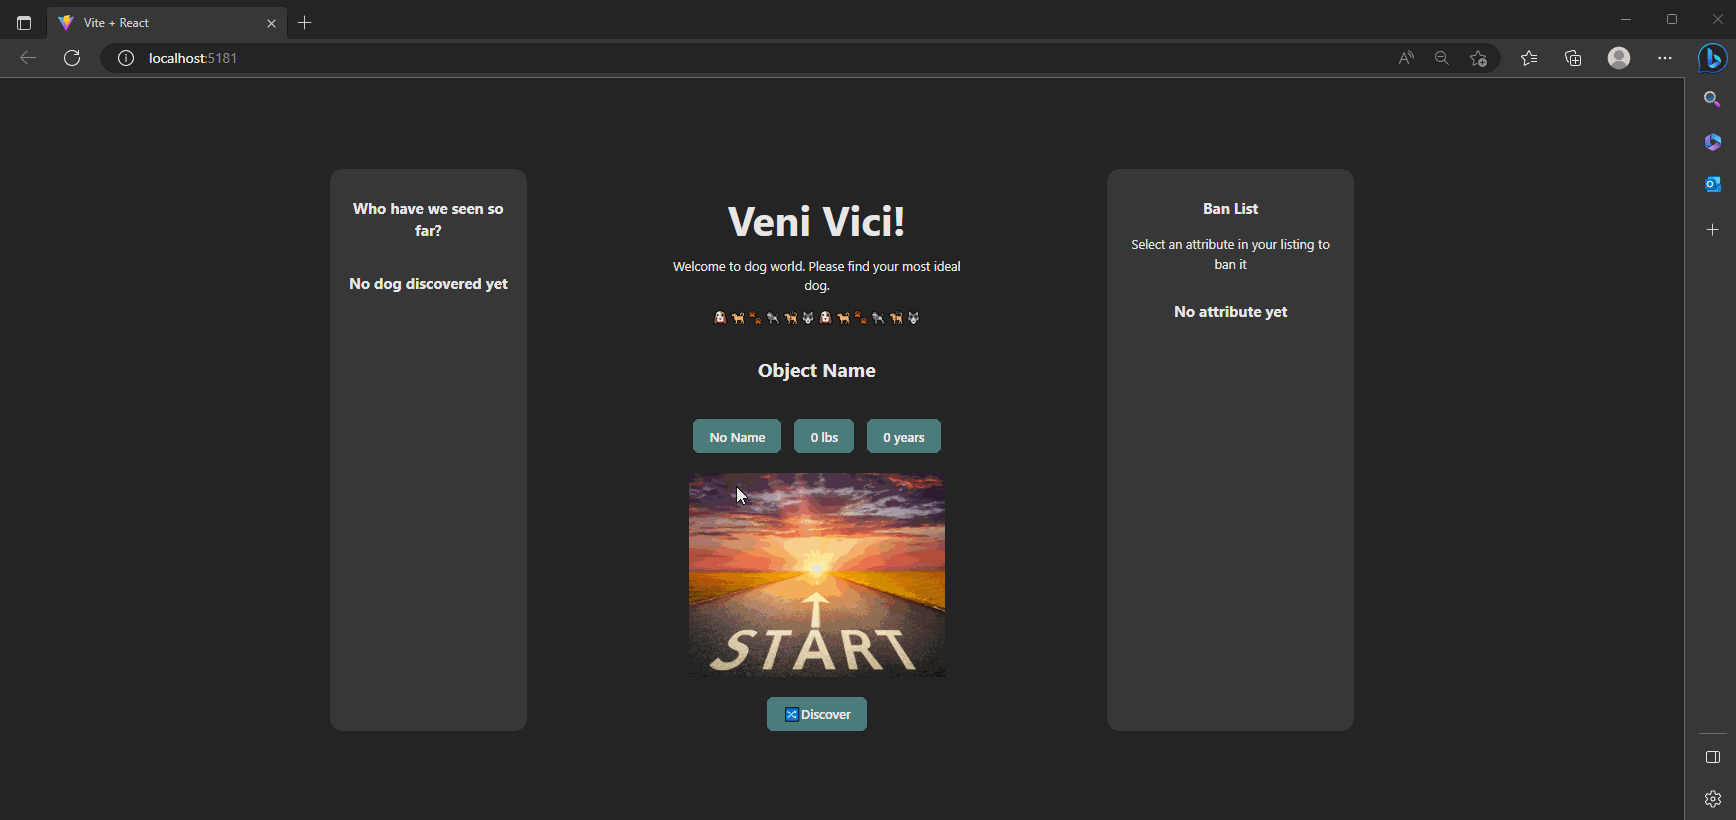 Vite + React
localhost:5181
Who have we seen so
far?
No dog discovered yet
Veni Vici!
Welcome to dog world. Please find your most ideal
dog.
Object Name
No Name
0 lbs
0 years
START
Discover
Ban List
Select an attribute in your listing to
ban it
No attribute yet